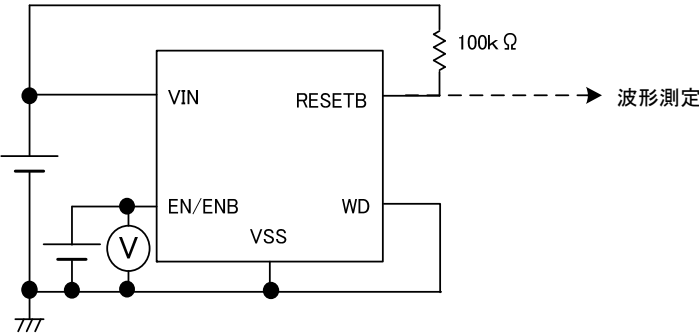 100kΩ
VIN
RESETB
波形測定
EN/ENB
WD
V
VSS